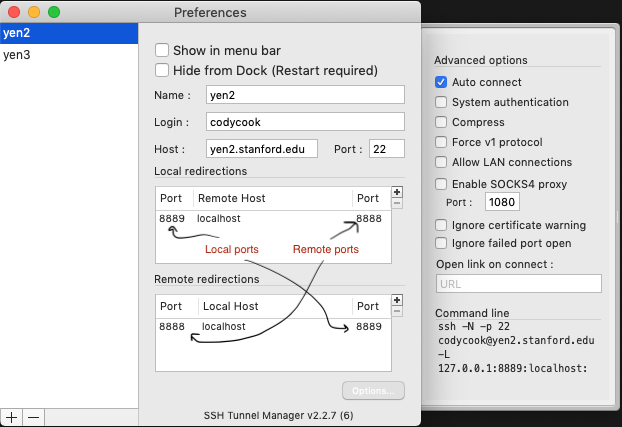 Preferences
yen2
yen3
Show in menu bar
Hide from Dock (Restart required)
Name : yen2
Login : codycook
Host : yen2.stanford.edu Port : 22
Local redirections
Port Remote Host Port
8889 localhost 8888
Local ports Remote ports
Remote redirections
Port Local Host Port
8888 localhost 8889
Options...
SSH Tunnel Manager v2.2.7 (6)
Advanced options
Auto connect
System authentication
Compress
Force v1 protocol
Allow LAN connections
Enable SOCKS4 proxy
Port : 1080
Ignore certificate warning
Ignore failed port open
Open link on connect :
URL
Command line
ssh -N -p 22
codycook@yen2.stanford.edu
-L
127.0.0.1:8889:localhost: